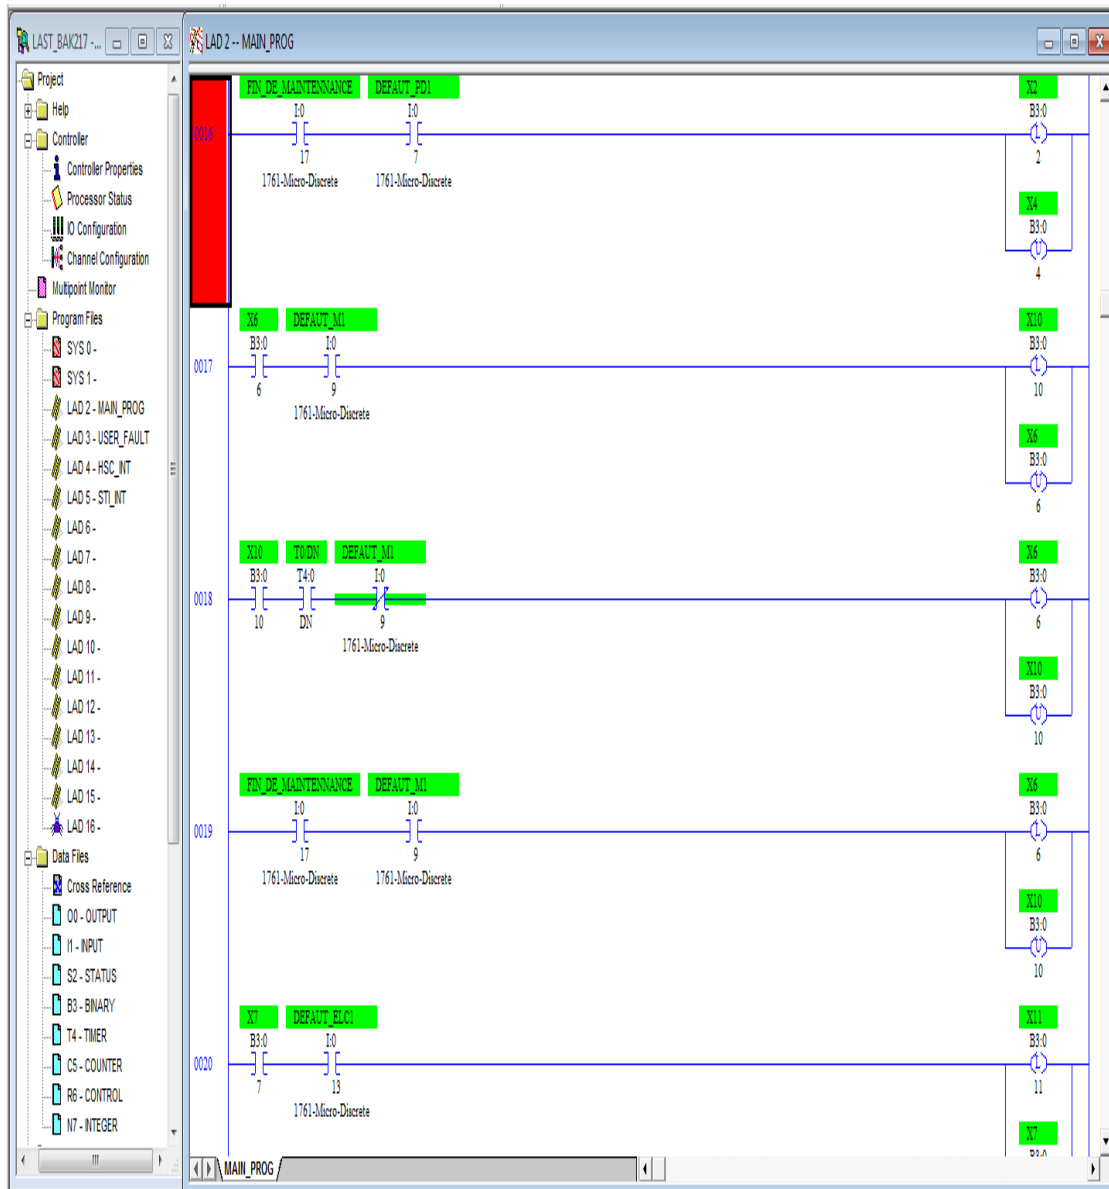 LAST_BAK217 -...
Project
Help
Controller
Controller Properties
Processor Status
IO Configuration
Channel Configuration
Multipoint Monitor
Program Files
SYS 0 -
SYS 1 -
LAD 2 - MAIN_PROG
LAD 3 - USER_FAULT
LAD 4 - HSC_INT
LAD 5 - STI_INT
LAD 6 -
LAD 7 -
LAD 8 -
LAD 9 -
LAD 10 -
LAD 11 -
LAD 12 -
LAD 13 -
LAD 14 -
LAD 15 -
LAD 16 -
Data Files
Cross Reference
O0 - OUTPUT
I1 - INPUT
S2 - STATUS
B3 - BINARY
T4 - TIMER
C5 - COUNTER
R6 - CONTROL
N7 - INTEGER
LAD 2 -- MAIN_PROG
FIN_DE_MAINTENNANCE DEFAUT_PD1 X2
I:0 I:0 B3:0
0016 L
17 7 2
1761-Micro-Discrete 1761-Micro-Discrete
X4
B3:0
U
4
X6 DEFAUT_M1 X10
B3:0 I:0 B3:0
0017 L
6 9 10
1761-Micro-Discrete
X6
B3:0
U
6
X10 T0/DN DEFAUT_M1 X6
B3:0 T4:0 I:0 B3:0
0018 L
10 DN 9 6
1761-Micro-Discrete
X10
B3:0
U
10
FIN_DE_MAINTENNANCE DEFAUT_M1 X6
I:0 I:0 B3:0
0019 L
17 9 6
1761-Micro-Discrete 1761-Micro-Discrete
X10
B3:0
U
10
X7 DEFAUT_ELC1 X11
B3:0 I:0 B3:0
0020 L
7 13 11
1761-Micro-Discrete
X7
B3:0
MAIN_PROG